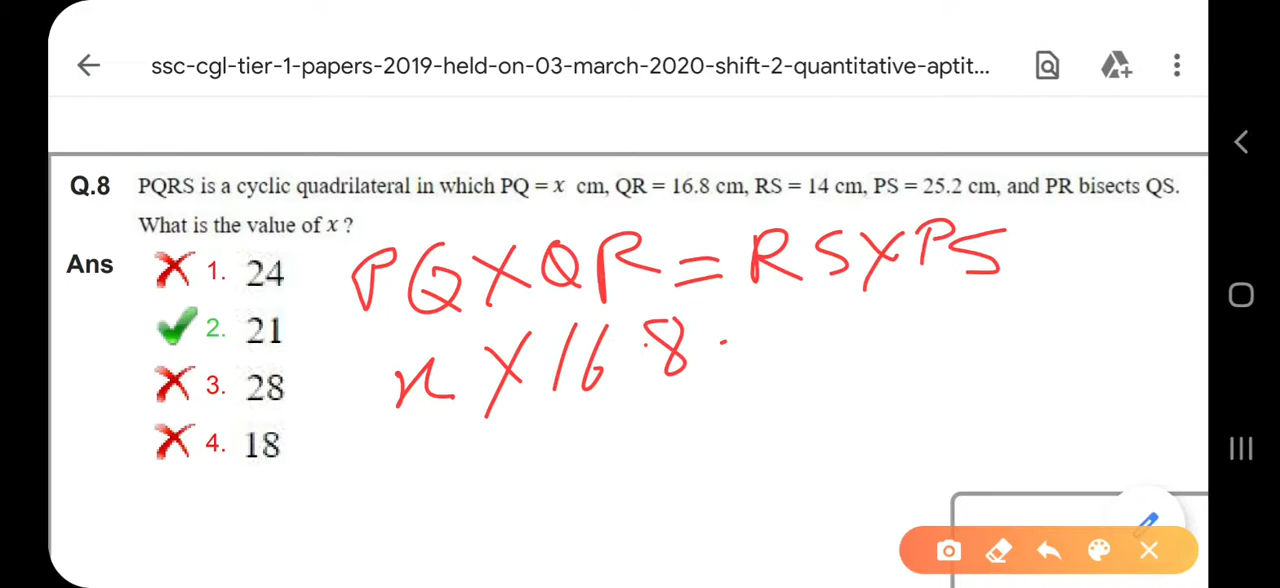 ssc-cgl-tier-1-papers-2019-held-on-03-march-2020-shift-2-quantitative-aptit...
Q.8 PQRS is a cyclic quadrilateral in which PQ = x cm, QR = 16.8 cm, RS = 14 cm, PS = 25.2 cm, and PR bisects QS.
What is the value of x ?
Ans 1. 24
2. 21
3. 28
4. 18
PQ X QR = RS X PS
x X 16.8